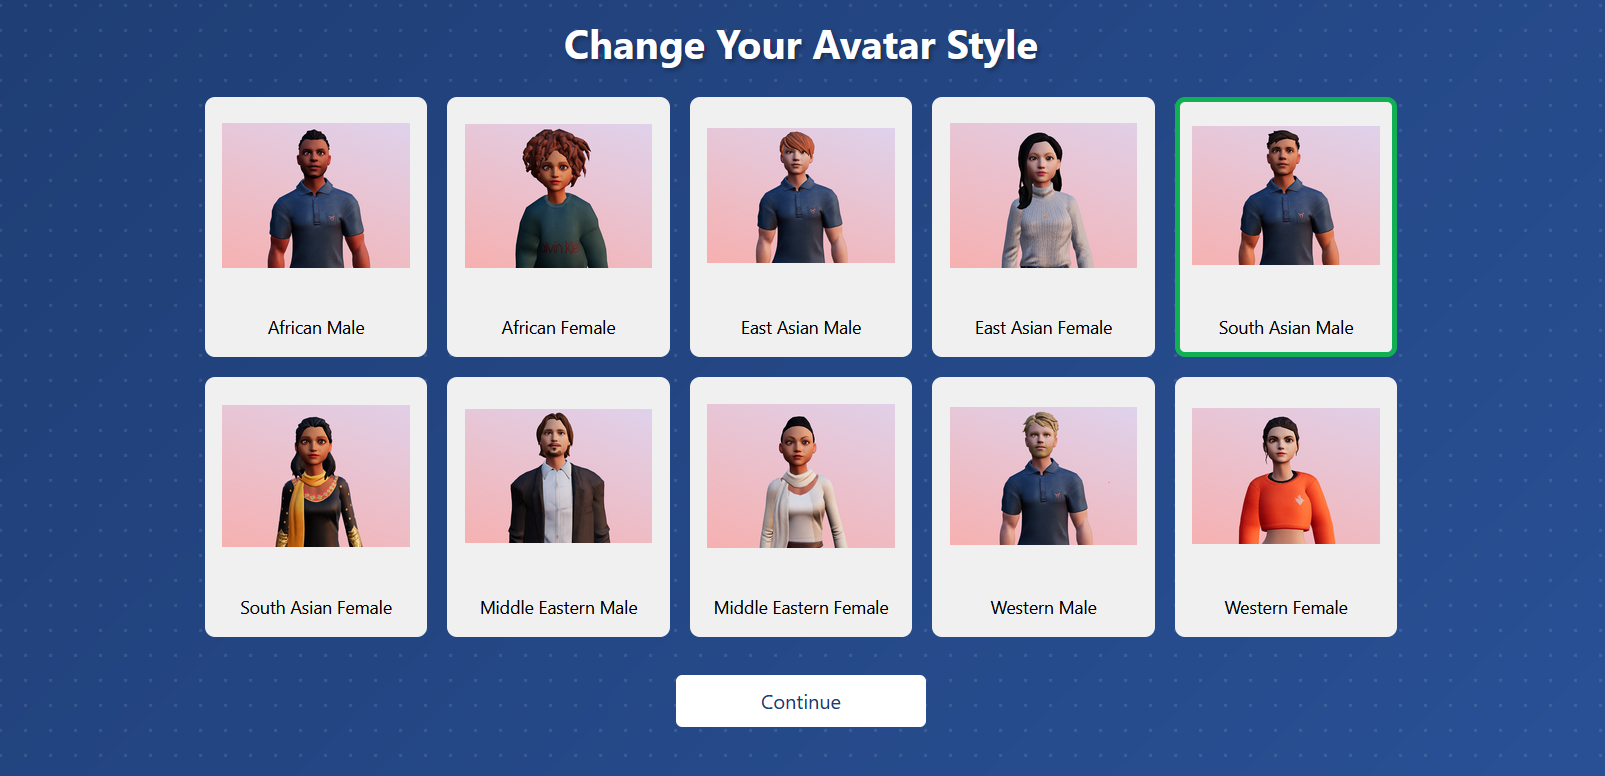 Change Your Avatar Style
African Male
African Female
East Asian Male
East Asian Female
South Asian Male
South Asian Female
Middle Eastern Male
Middle Eastern Female
Western Male
Western Female
Continue